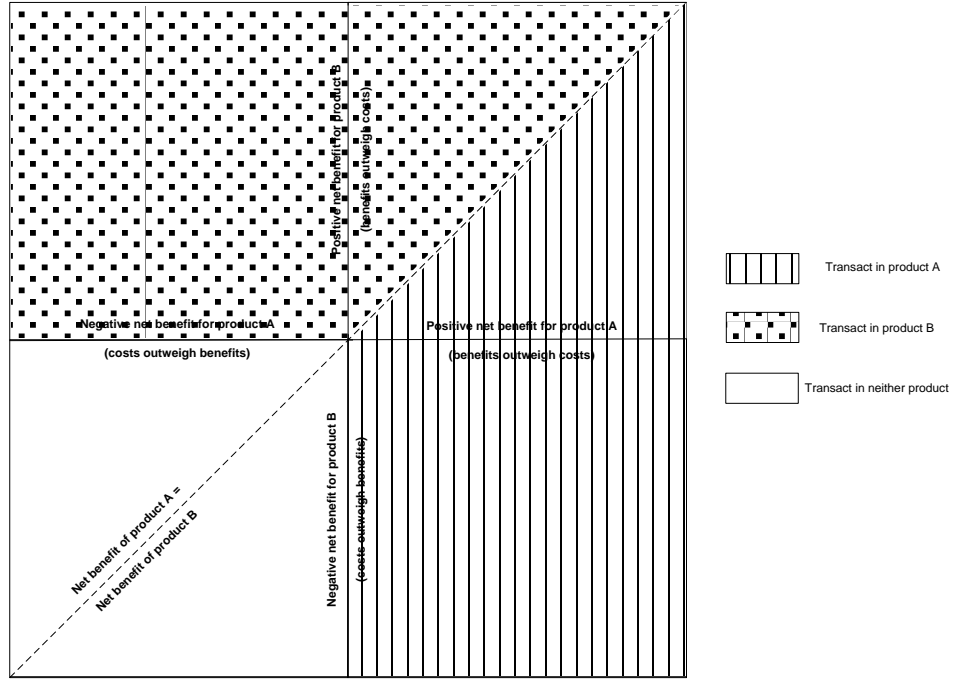 Positive net benefit for product B
(benefits outweigh costs)
Negative net benefit for product A
(costs outweigh benefits)
Positive net benefit for product A
(benefits outweigh costs)
Negative net benefit for product B
(costs outweigh benefits)
Net benefit of product A =
Net benefit of product B
Transact in product A
Transact in product B
Transact in neither product